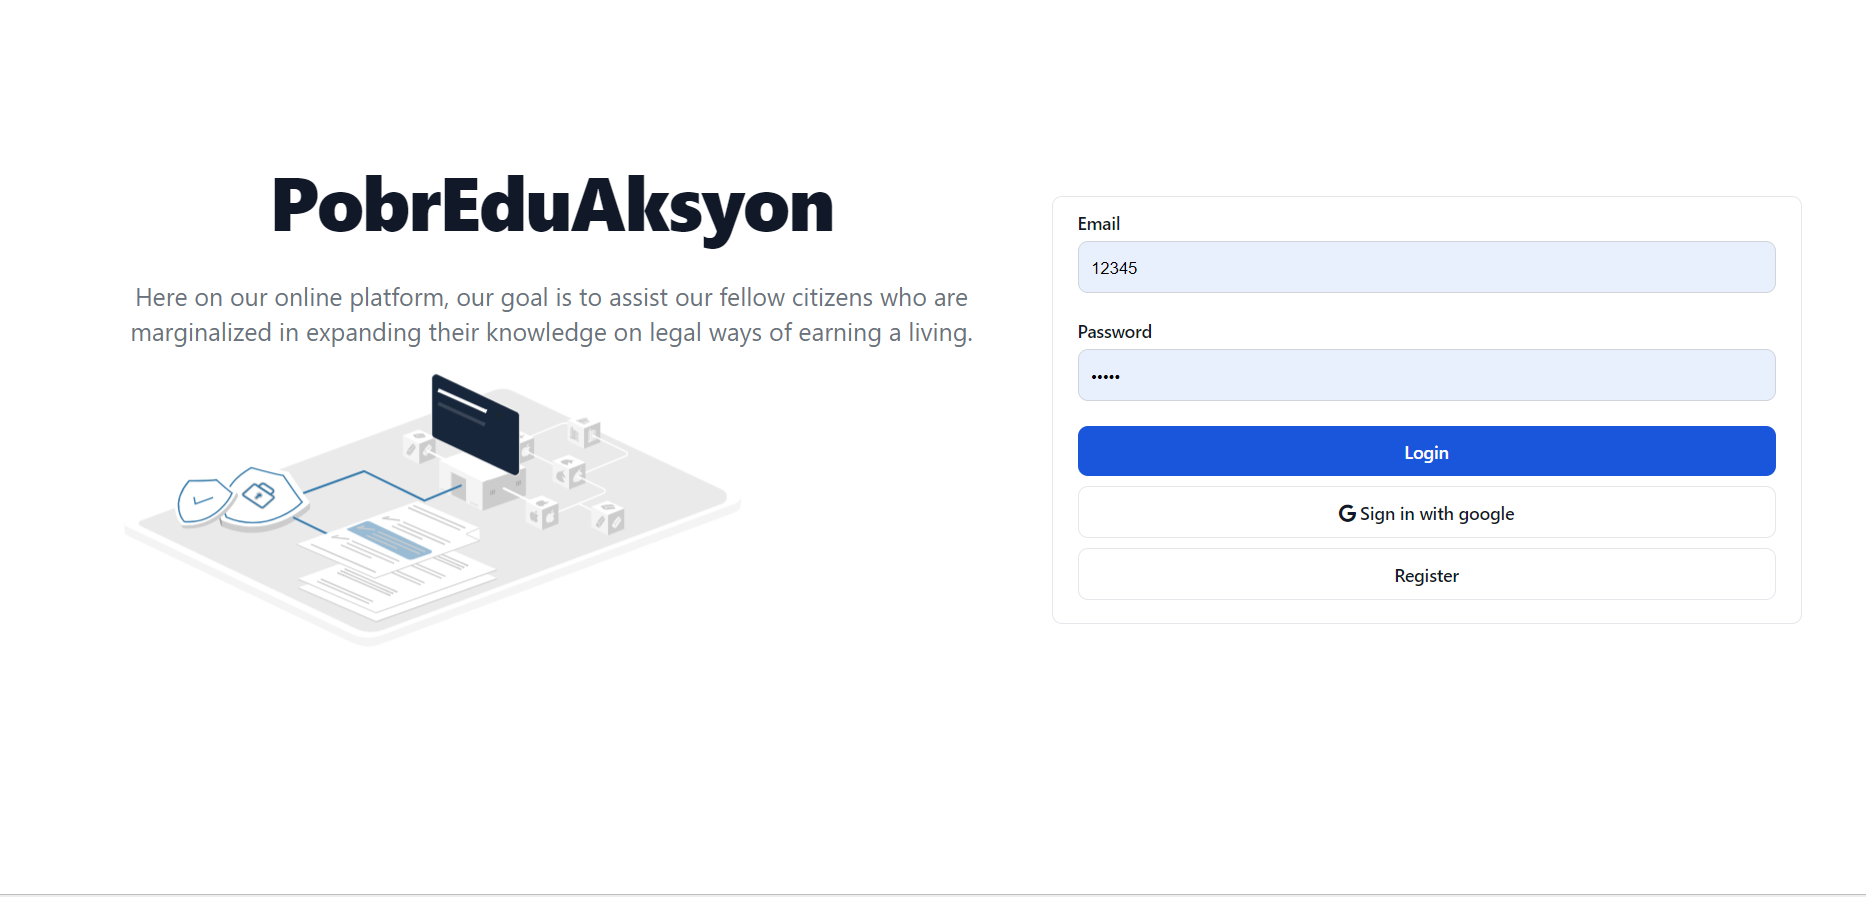 PobrEduAksyon
Here on our online platform, our goal is to assist our fellow citizens who are
marginalized in expanding their knowledge on legal ways of earning a living.
Email
12345
Password
•••••
Login
Sign in with google
Register